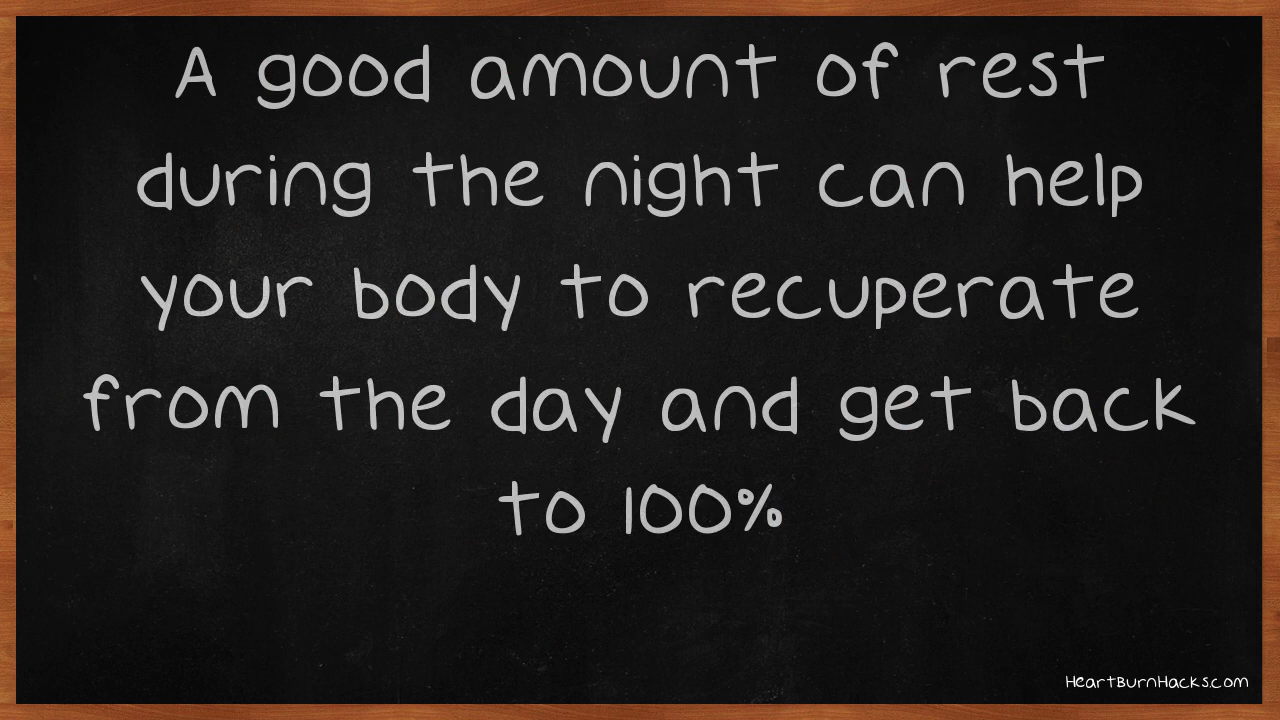 A good amount of rest
during the night can help
your body to recuperate
from the day and get back
to 100%
HeartBurnHacks.com